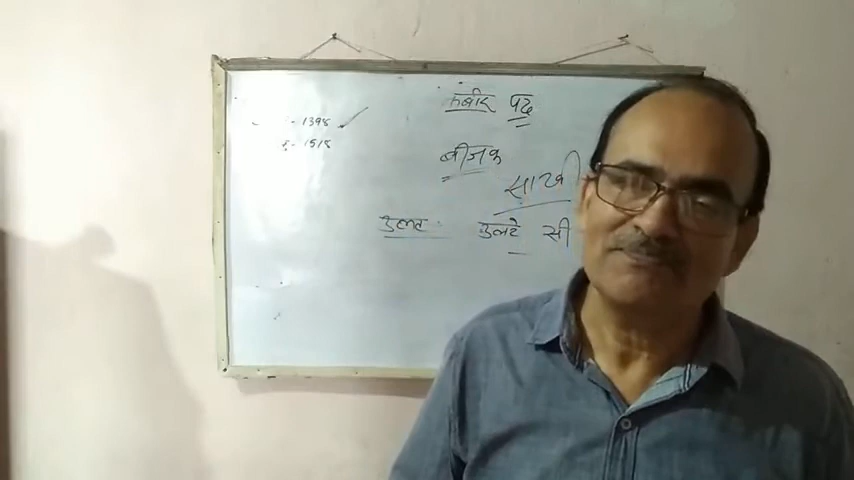 कबीर पद
- 1398 ✓
- 1518
बीजक
साखी
उलट उलटे सी